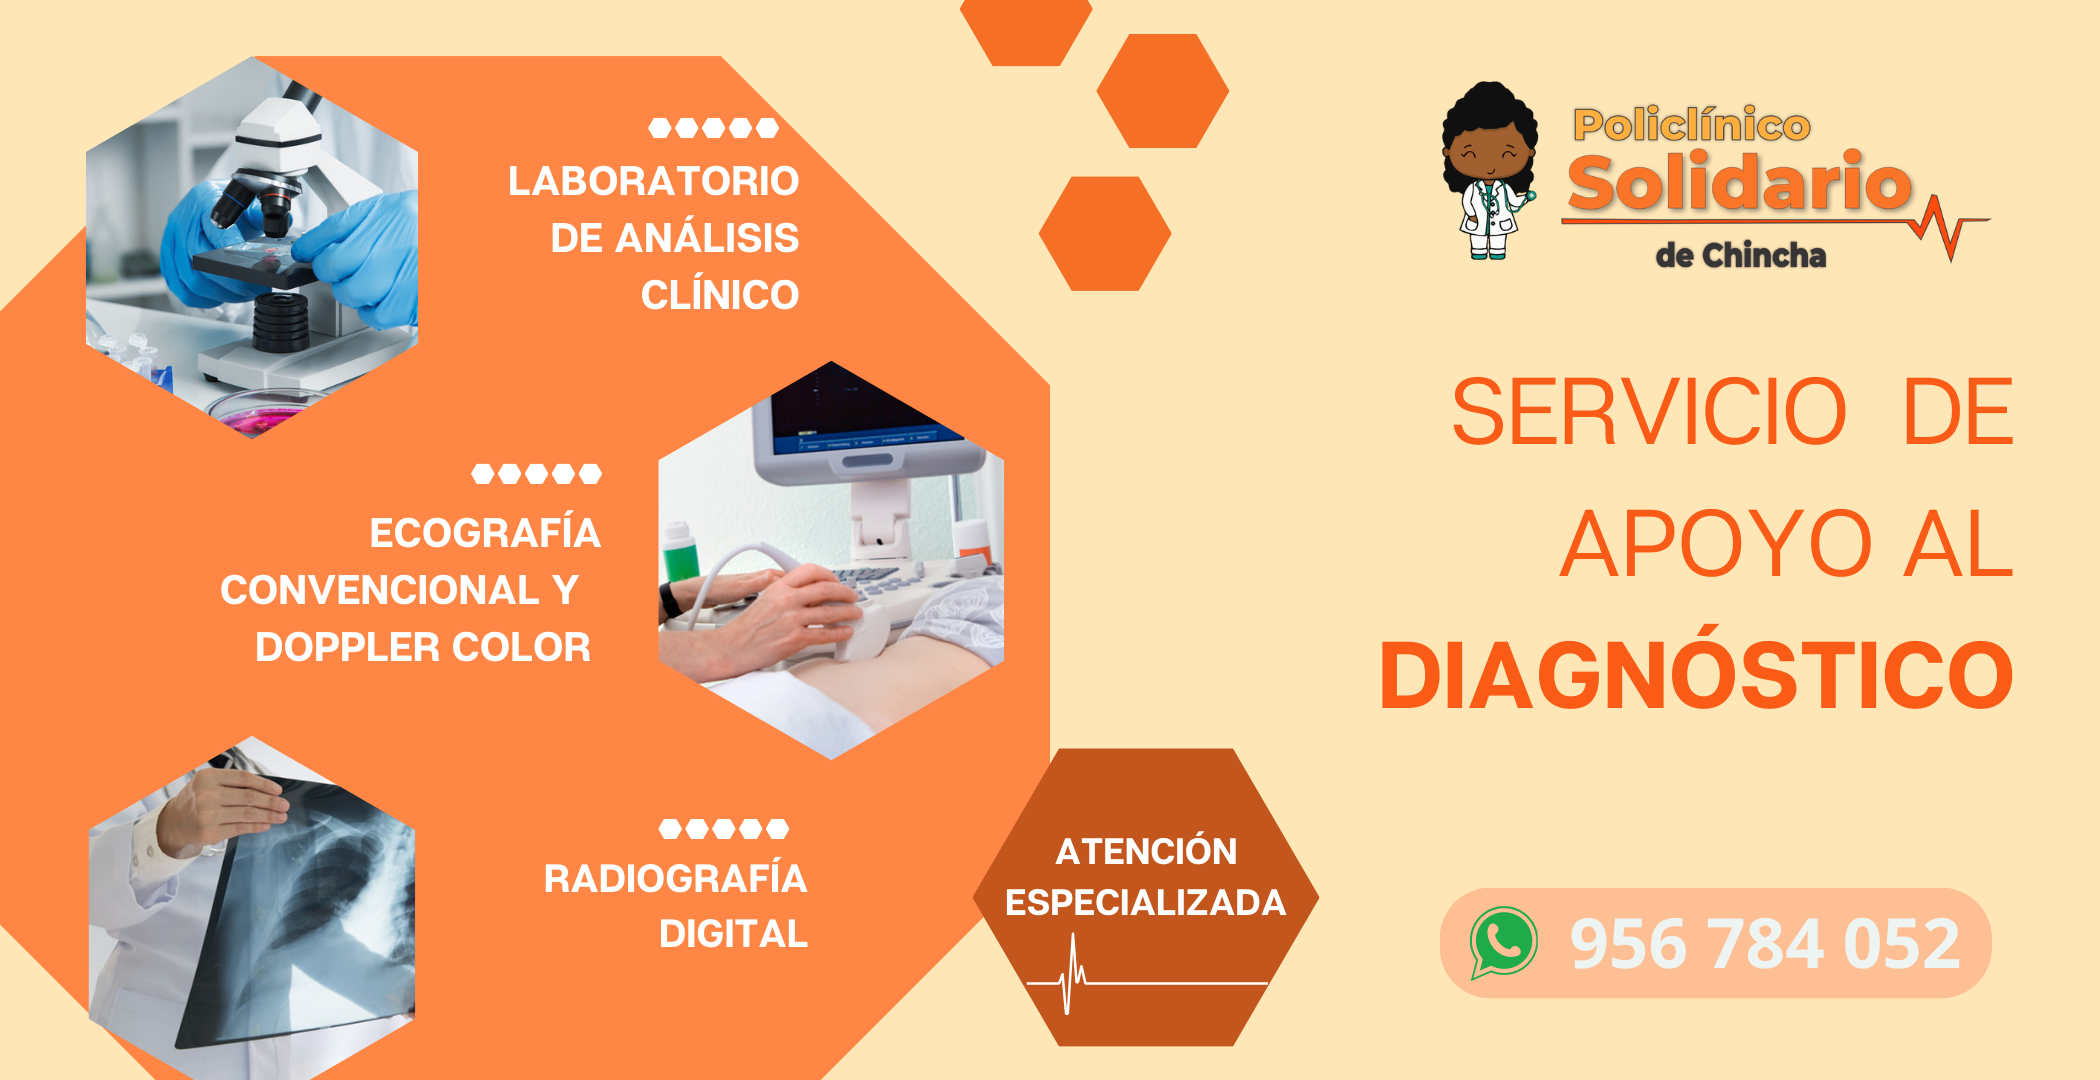 LABORATORIO
DE ANÁLISIS
CLÍNICO
ECOGRAFÍA
CONVENCIONAL Y
DOPPLER COLOR
RADIOGRAFÍA
DIGITAL
ATENCIÓN
ESPECIALIZADA
Policlínico
Solidario
de Chincha
SERVICIO DE
APOYO AL
DIAGNÓSTICO
956 784 052